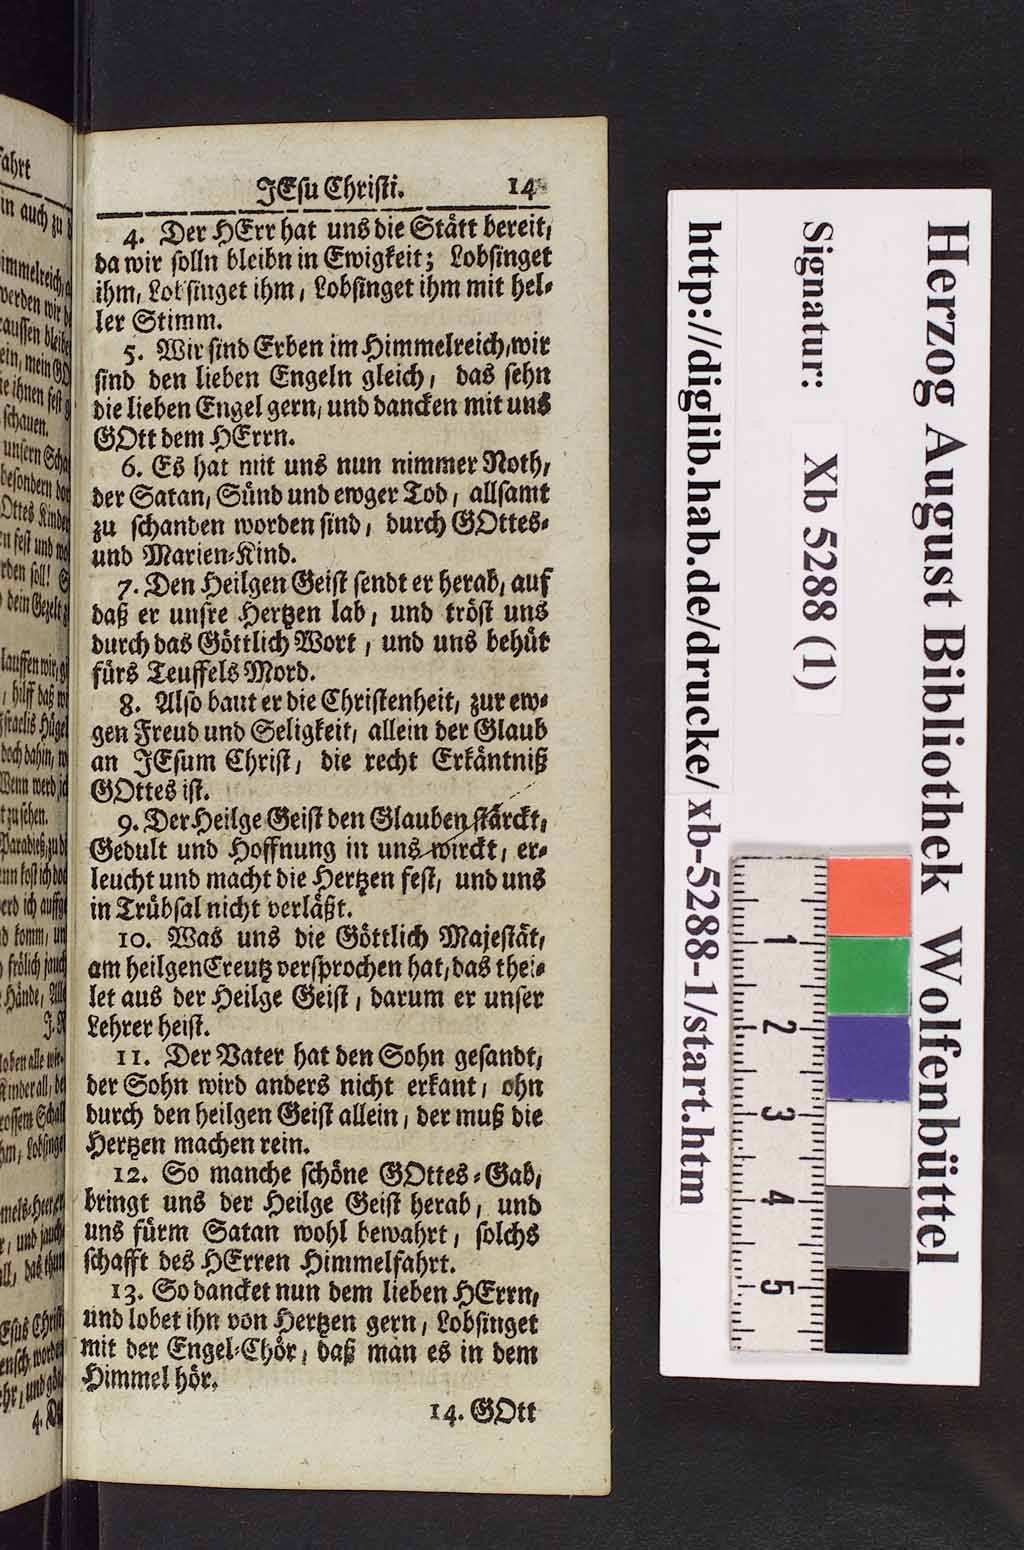 JEsu Christi. 14
4. Der HErr hat uns die Stätt bereit,
da wir solln bleibn in Ewigkeit; Lobsinget
ihm, Lobsinget ihm, Lobsinget ihm mit hel-
ler Stimm.
5. Wir sind Erben im Himmelreich, wir
sind den lieben Engeln gleich, das sehn
die lieben Engel gern, und dancken mit uns
GOtt dem HErrn.
6. Es hat mit uns nun nimmer Noth,
der Satan, Sünd und ewger Tod, allsamt
zu schanden worden sind, durch GOttes-
und Marien-Kind.
7. Den Heilgen Geist sendt er herab, auf
daß er unsre Hertzen lab, und tröst uns
durch das Göttlich Wort, und uns behüt
fürs Teuffels Mord.
8. Also baut er die Christenheit, zur ew-
gen Freud und Seligkeit, allein der Glaub
an JEsum Christ, die recht Erkäntniß
GOttes ist.
9. Der Heilge Geist den Glauben stärckt,
Gedult und Hoffnung in uns wirckt, er-
leucht und macht die Hertzen fest, und uns
in Trübsal nicht verläßt.
10. Was uns die Göttlich Majestät,
am heilgen Creutz versprochen hat, das thei-
let aus der Heilge Geist, darum er unser
Lehrer heist.
11. Der Vater hat den Sohn gesandt,
der Sohn wird anders nicht erkant, ohn
durch den heilgen Geist allein, der muß die
Hertzen machen rein.
12. So manche schöne GOttes-Gab,
bringt uns der Heilge Geist herab, und
uns fürm Satan wohl bewahrt, solchs
schafft des HErren Himmelfahrt.
13. So dancket nun dem lieben HErrn,
und lobet ihn von Hertzen gern, Lobsinget
mit der Engel-Chör, daß man es in dem
Himmel hör.
14. GOtt
Herzog August Bibliothek Wolfenbüttel
Signatur: Xb 5288 (1)
http://diglib.hab.de/drucke/xb-5288-1/start.htm
1
2
3
4
5